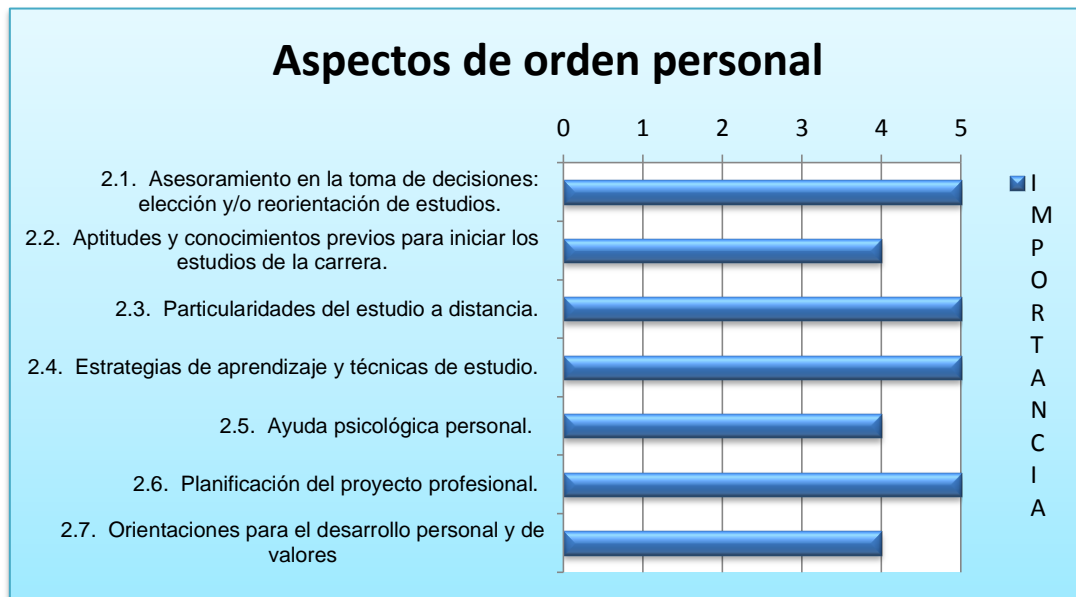 Aspectos de orden personal
0 1 2 3 4 5
2.1. Asesoramiento en la toma de decisiones:
elección y/o reorientación de estudios.
2.2. Aptitudes y conocimientos previos para iniciar los
estudios de la carrera.
2.3. Particularidades del estudio a distancia.
2.4. Estrategias de aprendizaje y técnicas de estudio.
2.5. Ayuda psicológica personal.
2.6. Planificación del proyecto profesional.
2.7. Orientaciones para el desarrollo personal y de
valores
I
M
P
O
R
T
A
N
C
I
A